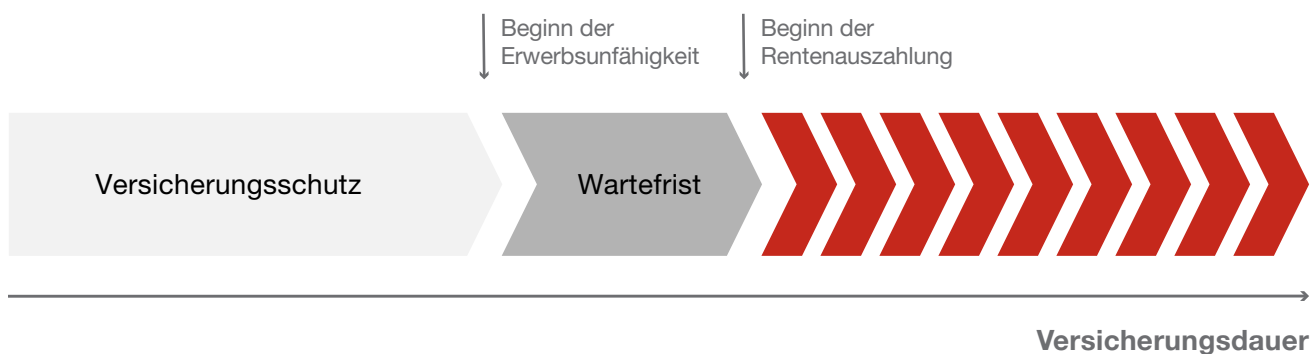 Beginn der
Erwerbsunfähigkeit
Beginn der
Rentenauszahlung
Versicherungsschutz
Wartefrist
Versicherungsdauer